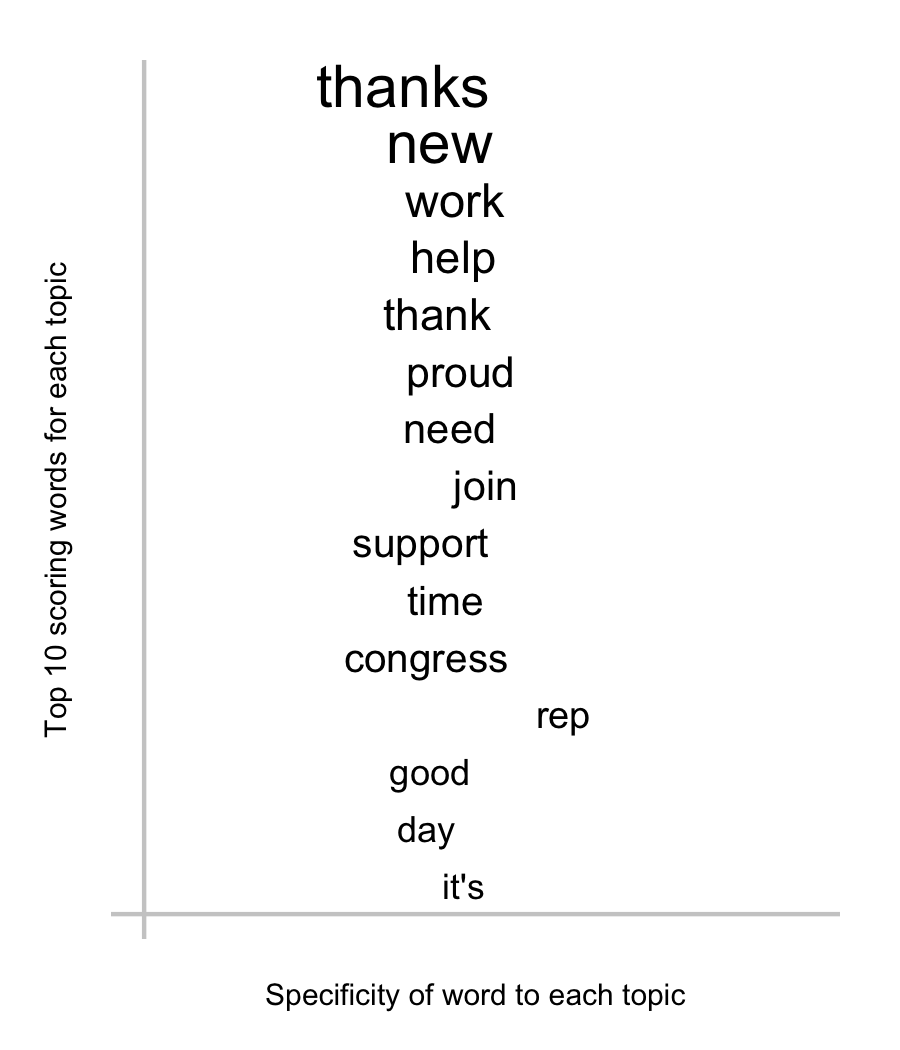 thanks
new
work
help
thank
proud
need
join
support
time
congress
rep
good
day
it's
Top 10 scoring words for each topic
Specificity of word to each topic